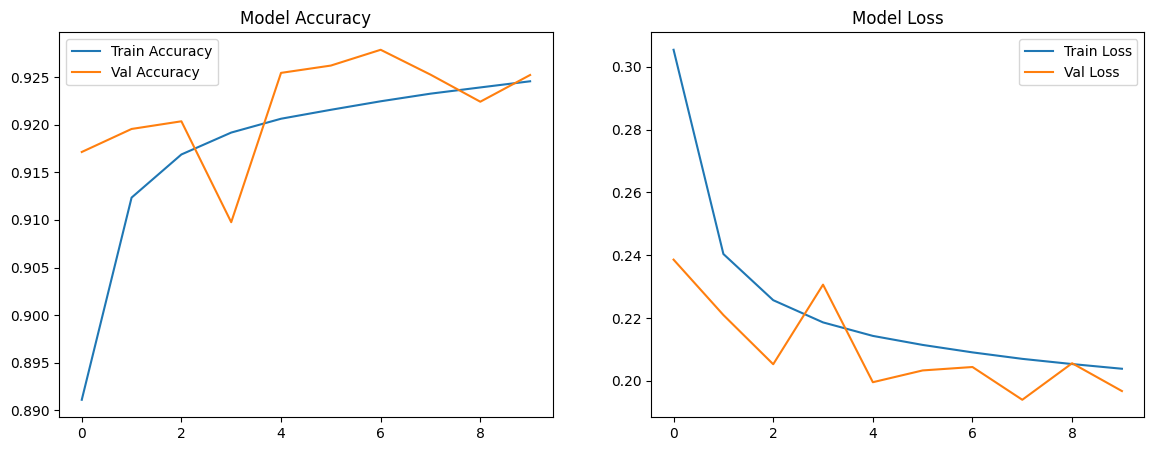 Model Accuracy
Train Accuracy
Val Accuracy
0.925
0.920
0.915
0.910
0.905
0.900
0.895
0.890
0 2 4 6 8
Model Loss
Train Loss
Val Loss
0.30
0.28
0.26
0.24
0.22
0.20
0 2 4 6 8